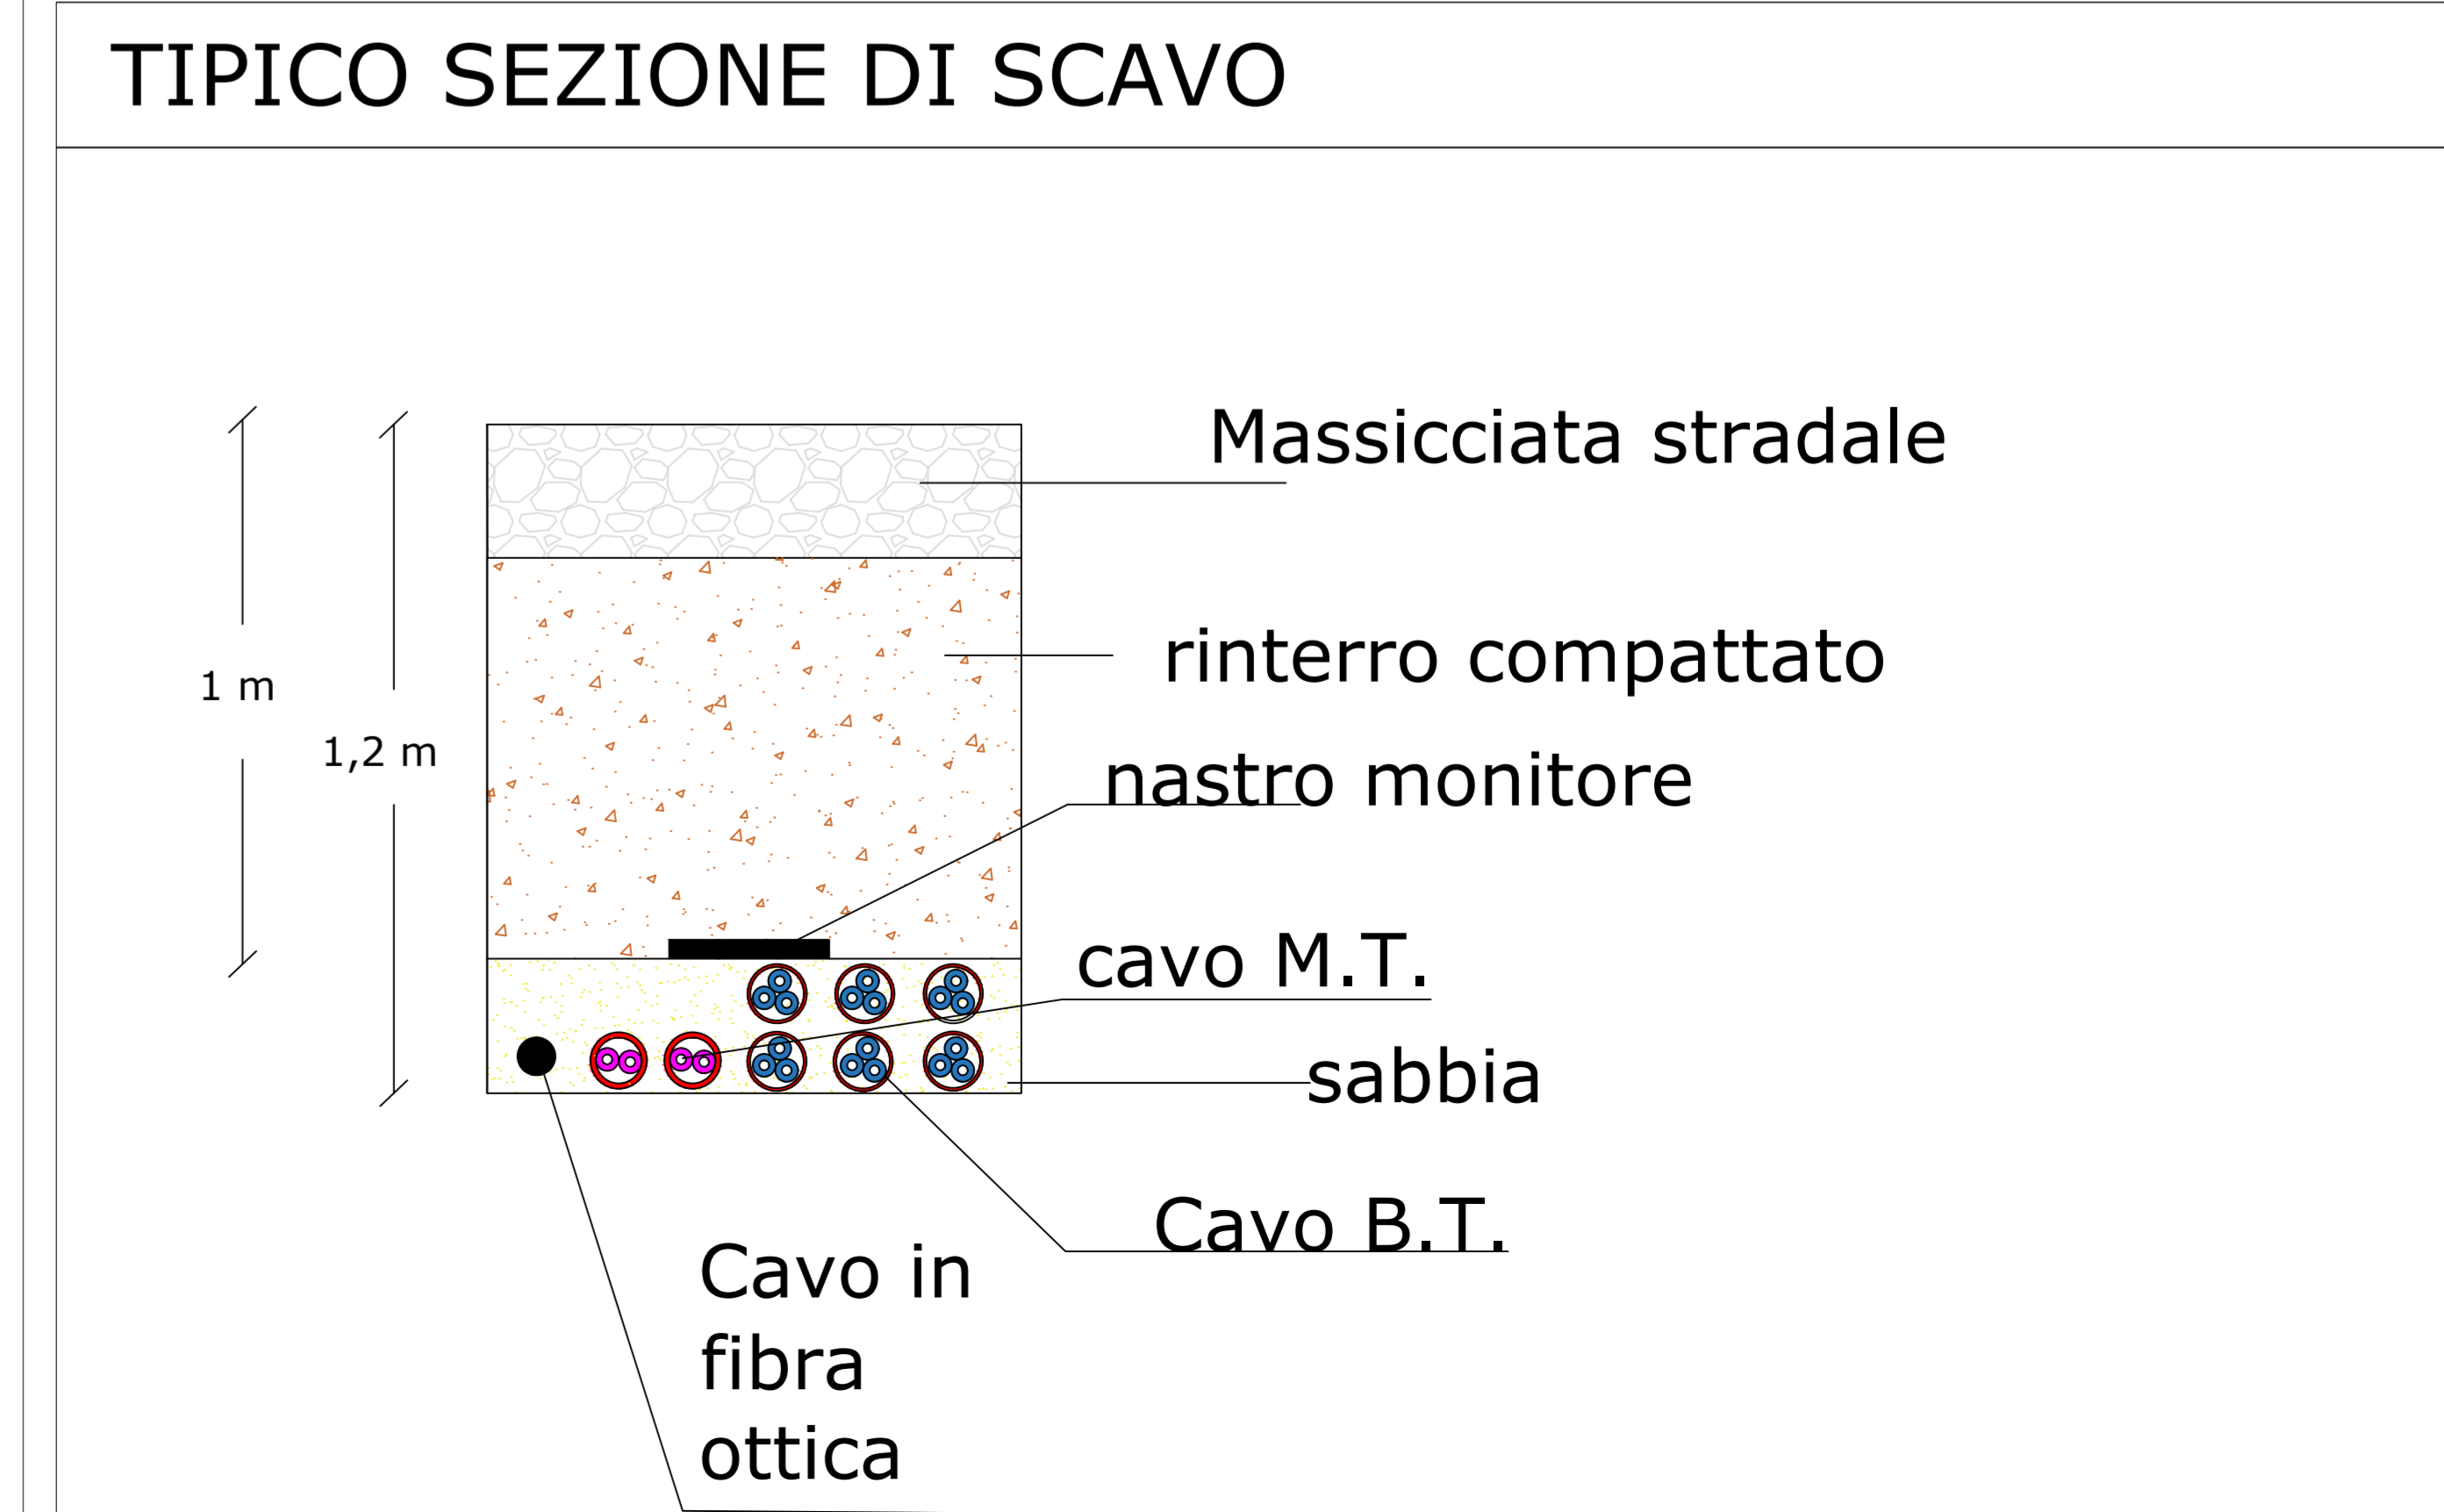 TIPICO SEZIONE DI SCAVO
Massicciata stradale
rinterro compattato
1 m
1,2 m
nastro monitore
cavo M.T.
sabbia
Cavo B.T.
Cavo in
fibra
ottica